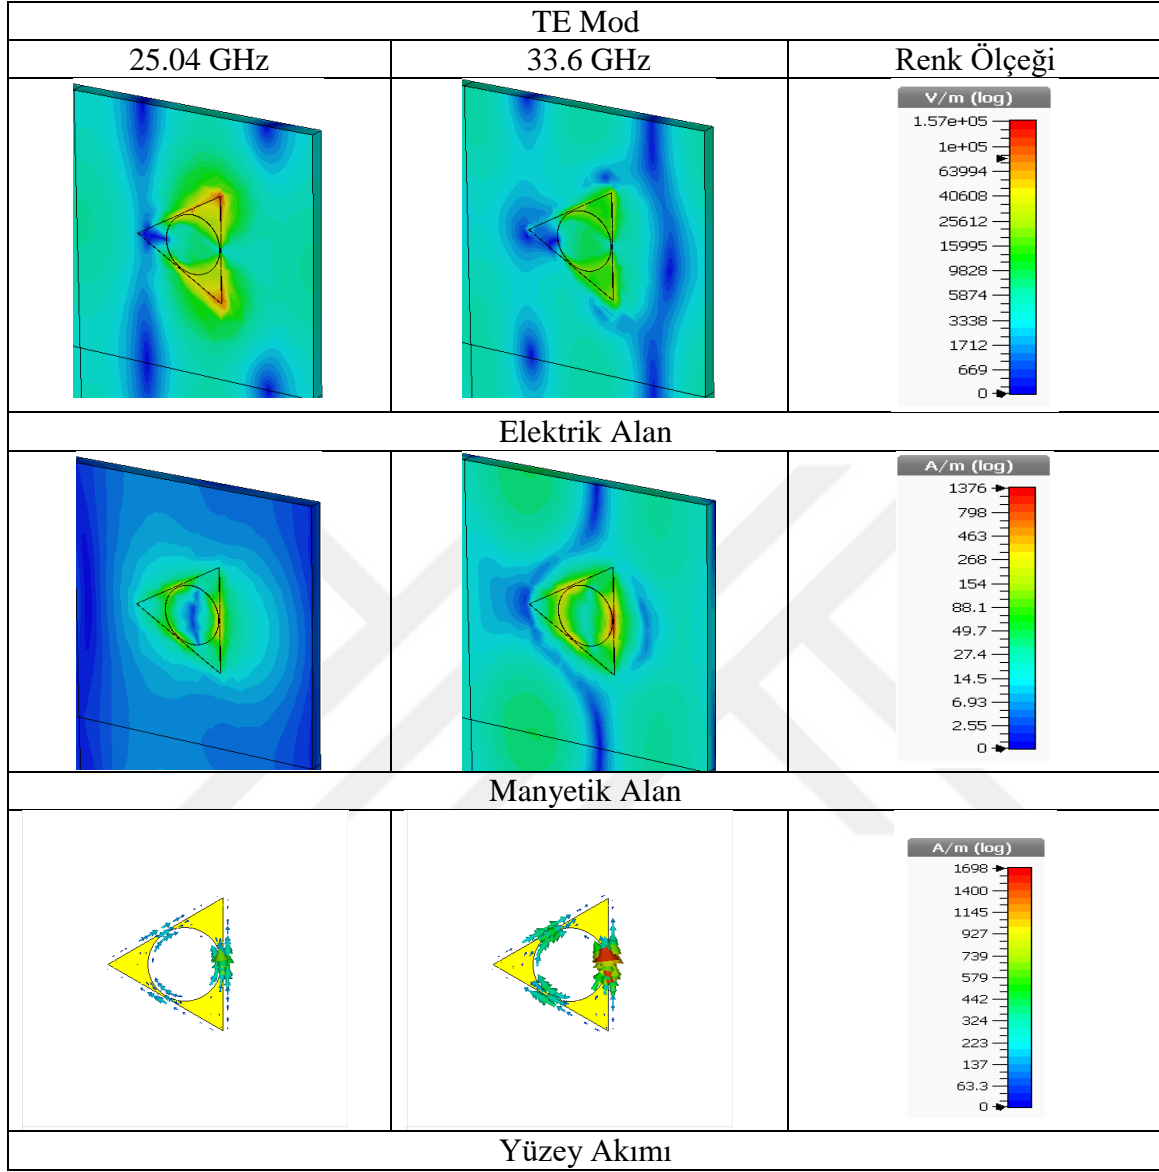 TE Mod
25.04 GHz
33.6 GHz
Renk Ölçeği
V/m (log)
1.57e+05
1e+05
63994
40608
25612
15995
9828
5874
3338
1712
669
0
Elektrik Alan
A/m (log)
1376
798
463
268
154
88.1
49.7
27.4
14.5
6.93
2.55
0
Manyetik Alan
A/m (log)
1698
1400
1145
927
739
579
442
324
223
137
63.3
0
Yüzey Akımı